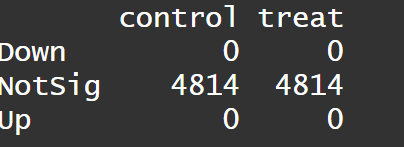 control treat
Down 0 0
NotSig 4814 4814
Up 0 0